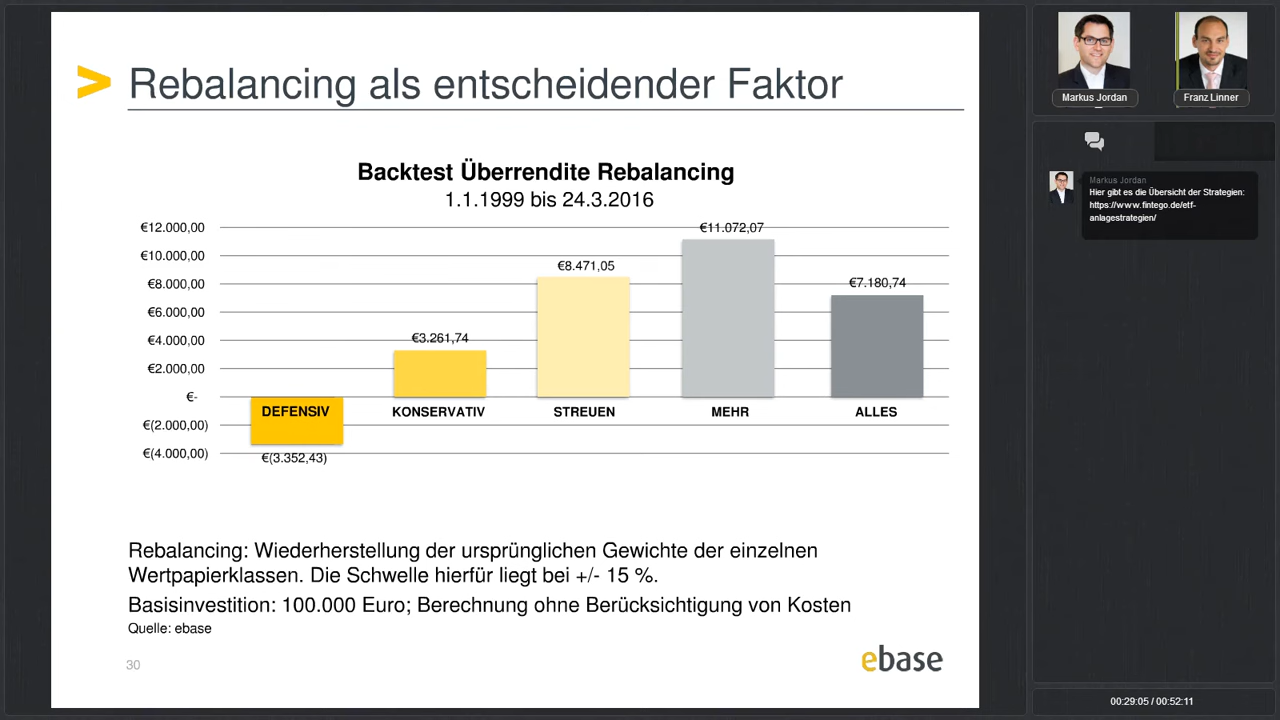 Rebalancing als entscheidender Faktor
Backtest Überrendite Rebalancing
1.1.1999 bis 24.3.2016
€12.000,00
€10.000,00
€8.000,00
€6.000,00
€4.000,00
€2.000,00
€-
€(2.000,00)
€(4.000,00)
€(3.352,43)
€3.261,74
€8.471,05
€11.072,07
€7.180,74
DEFENSIV
KONSERVATIV
STREUEN
MEHR
ALLES
Rebalancing: Wiederherstellung der ursprünglichen Gewichte der einzelnen
Wertpapierklassen. Die Schwelle hierfür liegt bei +/- 15 %.
Basisinvestition: 100.000 Euro; Berechnung ohne Berücksichtigung von Kosten
Quelle: ebase
30
ebase
Markus Jordan
Franz Linner
Markus Jordan
Hier gibt es die Übersicht der Strategien:
https://www.fintego.de/etf-
anlagestrategien/
00:29:05 / 00:52:11